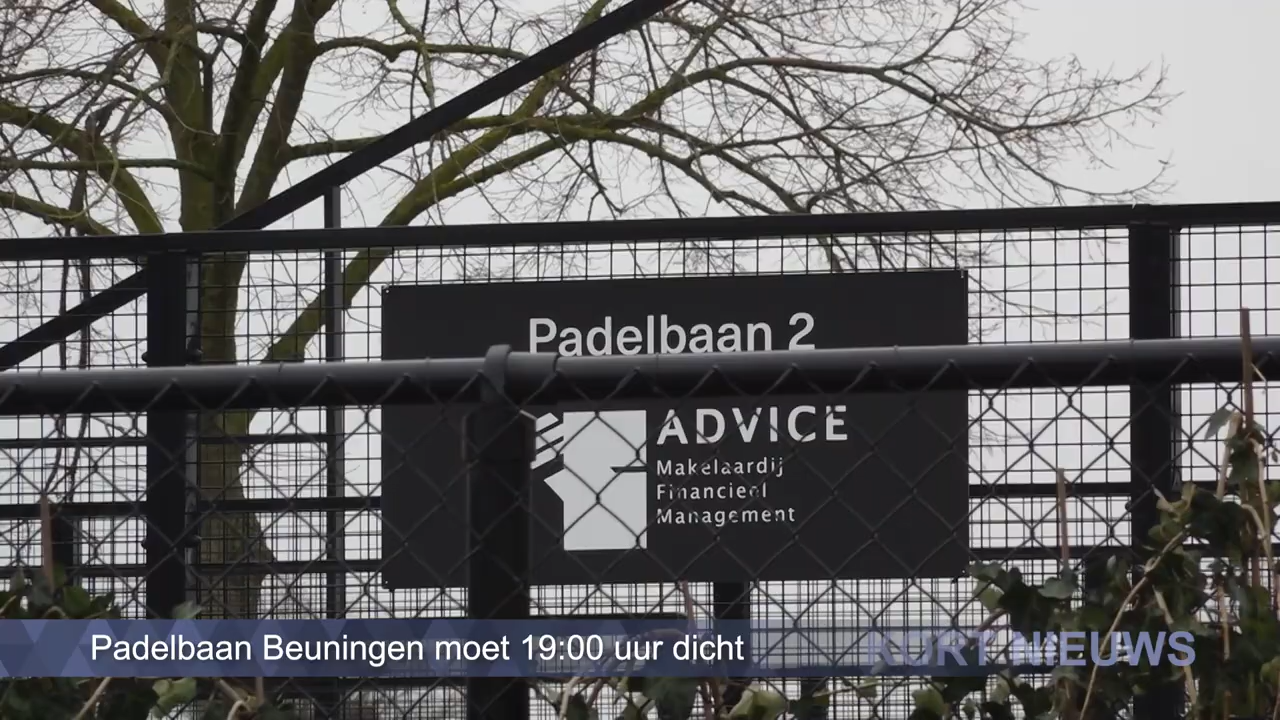 Padelbaan 2
ADVICE
Makelaardij
Financieel
Management
Padelbaan Beuningen moet 19:00 uur dicht
KORT NIEUWS